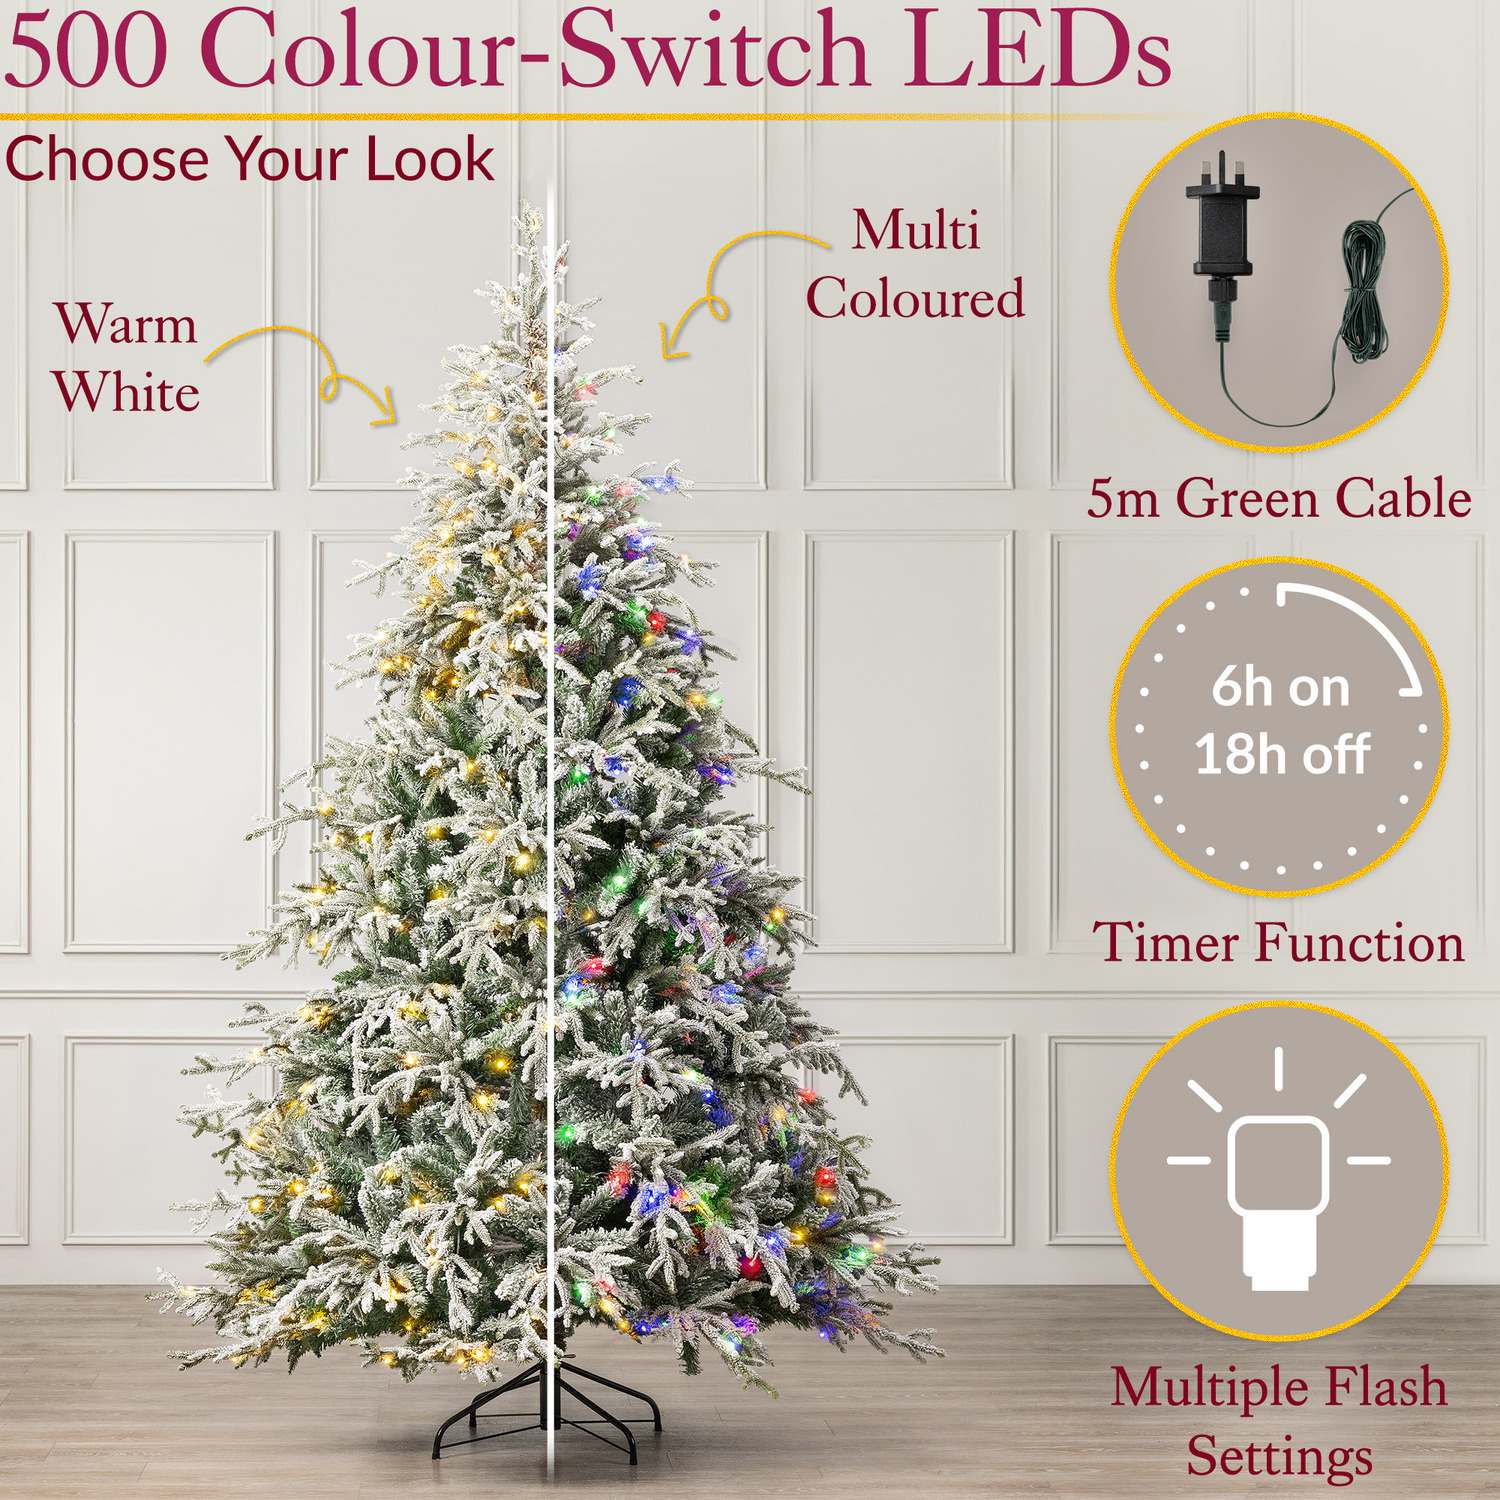 500 Colour-Switch LEDs
Choose Your Look
Warm
White
Multi
Coloured
5m Green Cable
6h on
18h off
Timer Function
Multiple Flash
Settings